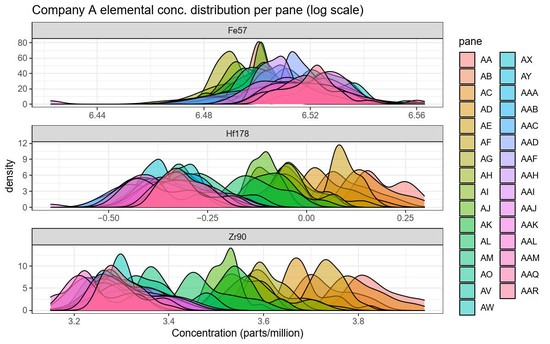 Company A elemental conc. distribution per pane (log scale)
Fe57
80
60
40
20
0
6.44
6.48
6.52
6.56
Hf178
12
9
6
3
0
-0.50
-0.25
0.00
0.25
Zr90
10
5
0
3.2
3.4
3.6
3.8
density
Concentration (parts/million)
pane
AA
AB
AC
AD
AE
AF
AG
AH
AI
AJ
AK
AL
AM
AO
AV
AW
AX
AY
AAA
AAB
AAC
AAD
AAF
AAH
AAI
AAJ
AAL
AAM
AAQ
AAR